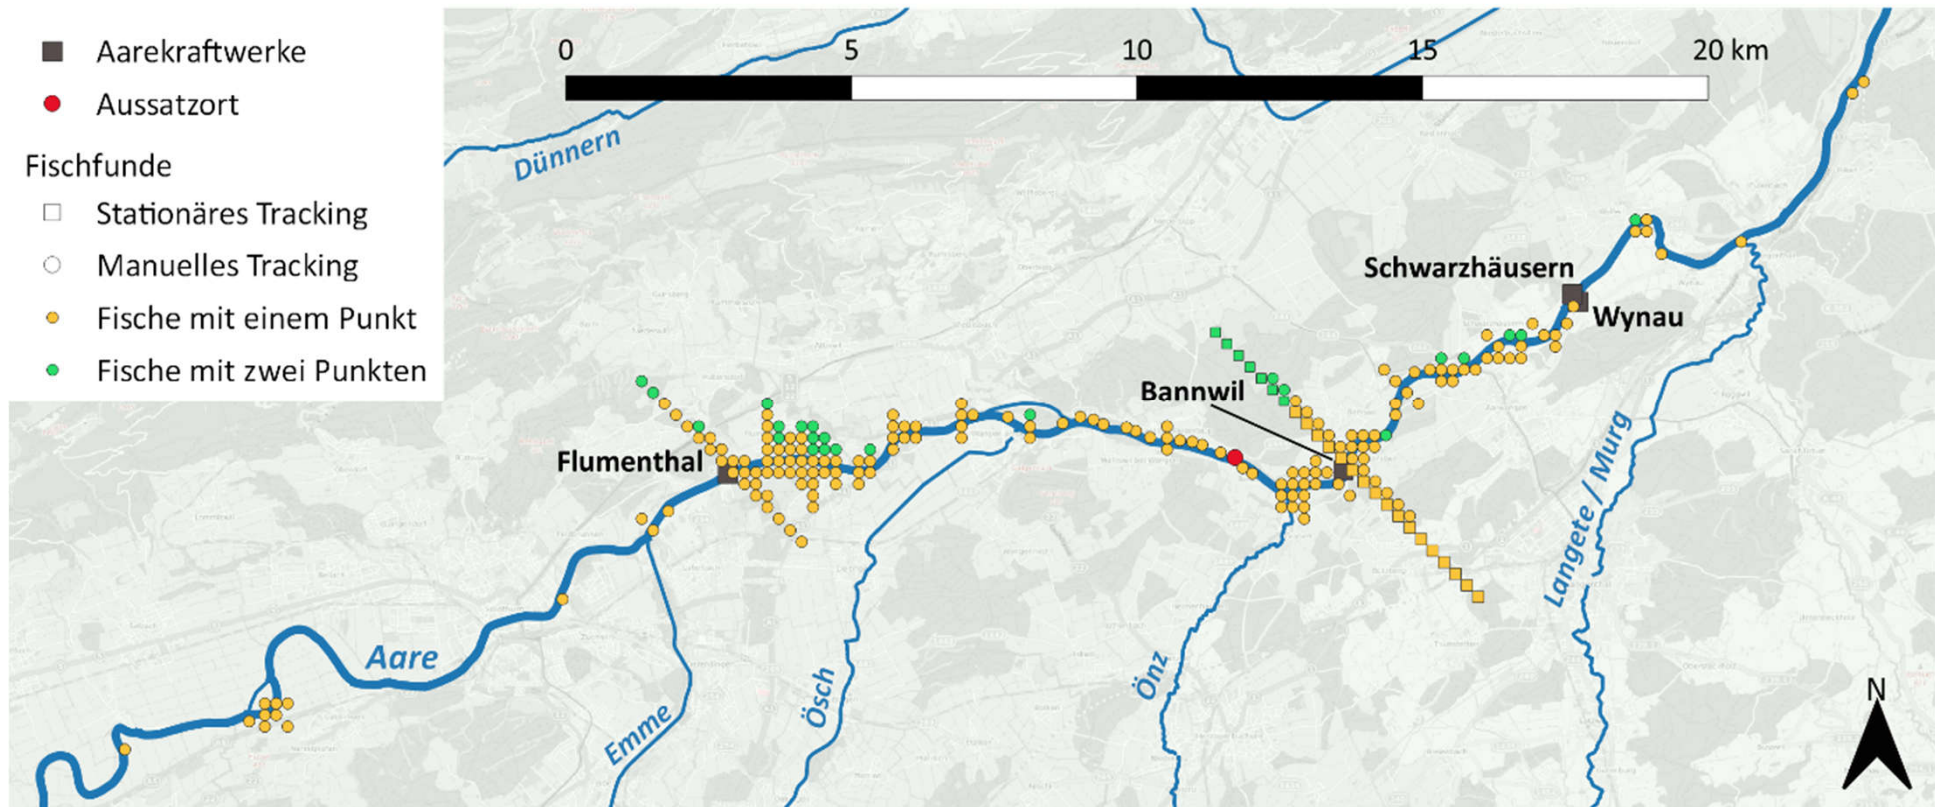 Aarekraftwerke
Aussatzort
Fischfunde
Stationäres Tracking
Manuelles Tracking
Fische mit einem Punkt
Fische mit zwei Punkten
0 5 10 15 20 km
Dünnern
Schwarzhäusern
Wynau
Bannwil
Flumenthal
Langete / Murg
Aare
Emme
Ösch
Önz
N